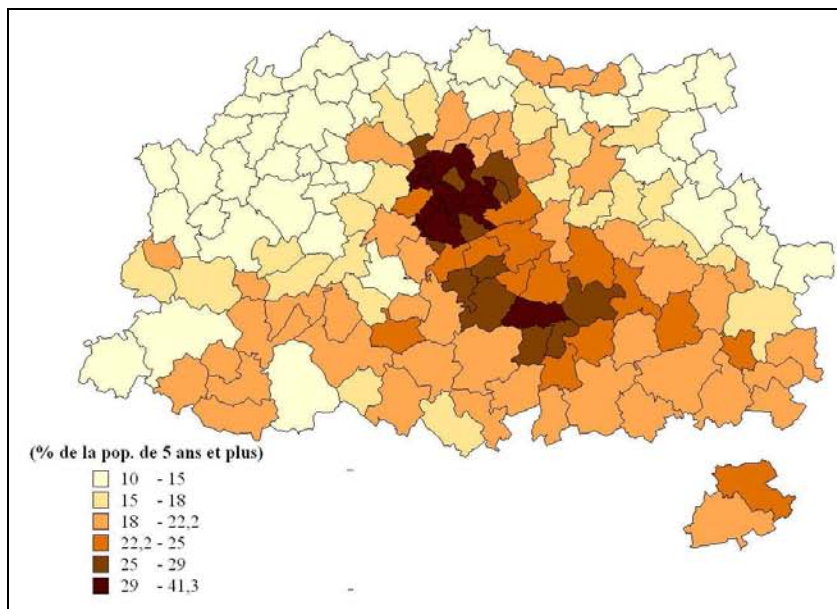 (% de la pop. de 5 ans et plus)
10 - 15
15 - 18
18 - 22,2
22,2 - 25
25 - 29
29 - 41,3